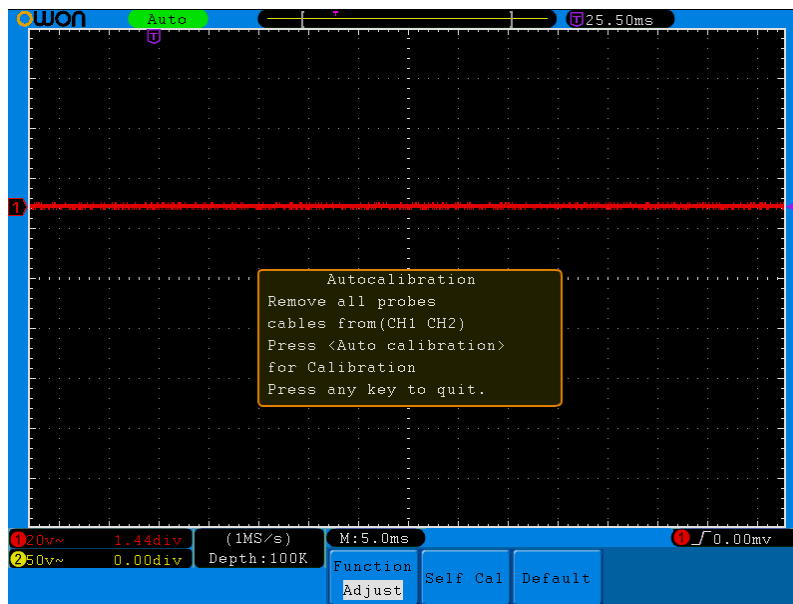 owon Auto T T 25.50ms
T
1
Autocalibration
Remove all probes
cables from(CH1 CH2)
Press <Auto calibration>
for Calibration
Press any key to quit.
1 20v~ 1.44div (1MS/s) M:5.0ms 1 0.00mv
2 50v~ 0.00div Depth:100K
Function
Adjust
Self Cal
Default